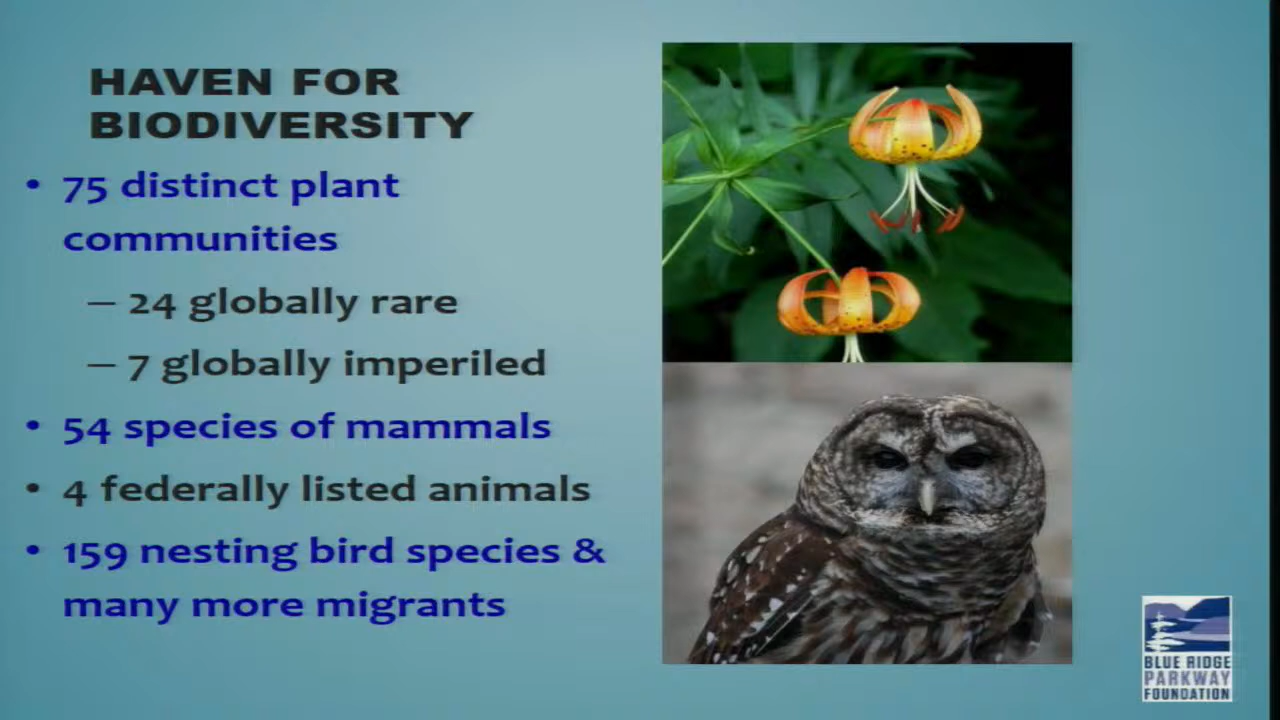 HAVEN FOR
BIODIVERSITY
• 75 distinct plant
communities
– 24 globally rare
– 7 globally imperiled
• 54 species of mammals
• 4 federally listed animals
• 159 nesting bird species &
many more migrants
BLUE RIDGE
PARKWAY
FOUNDATION